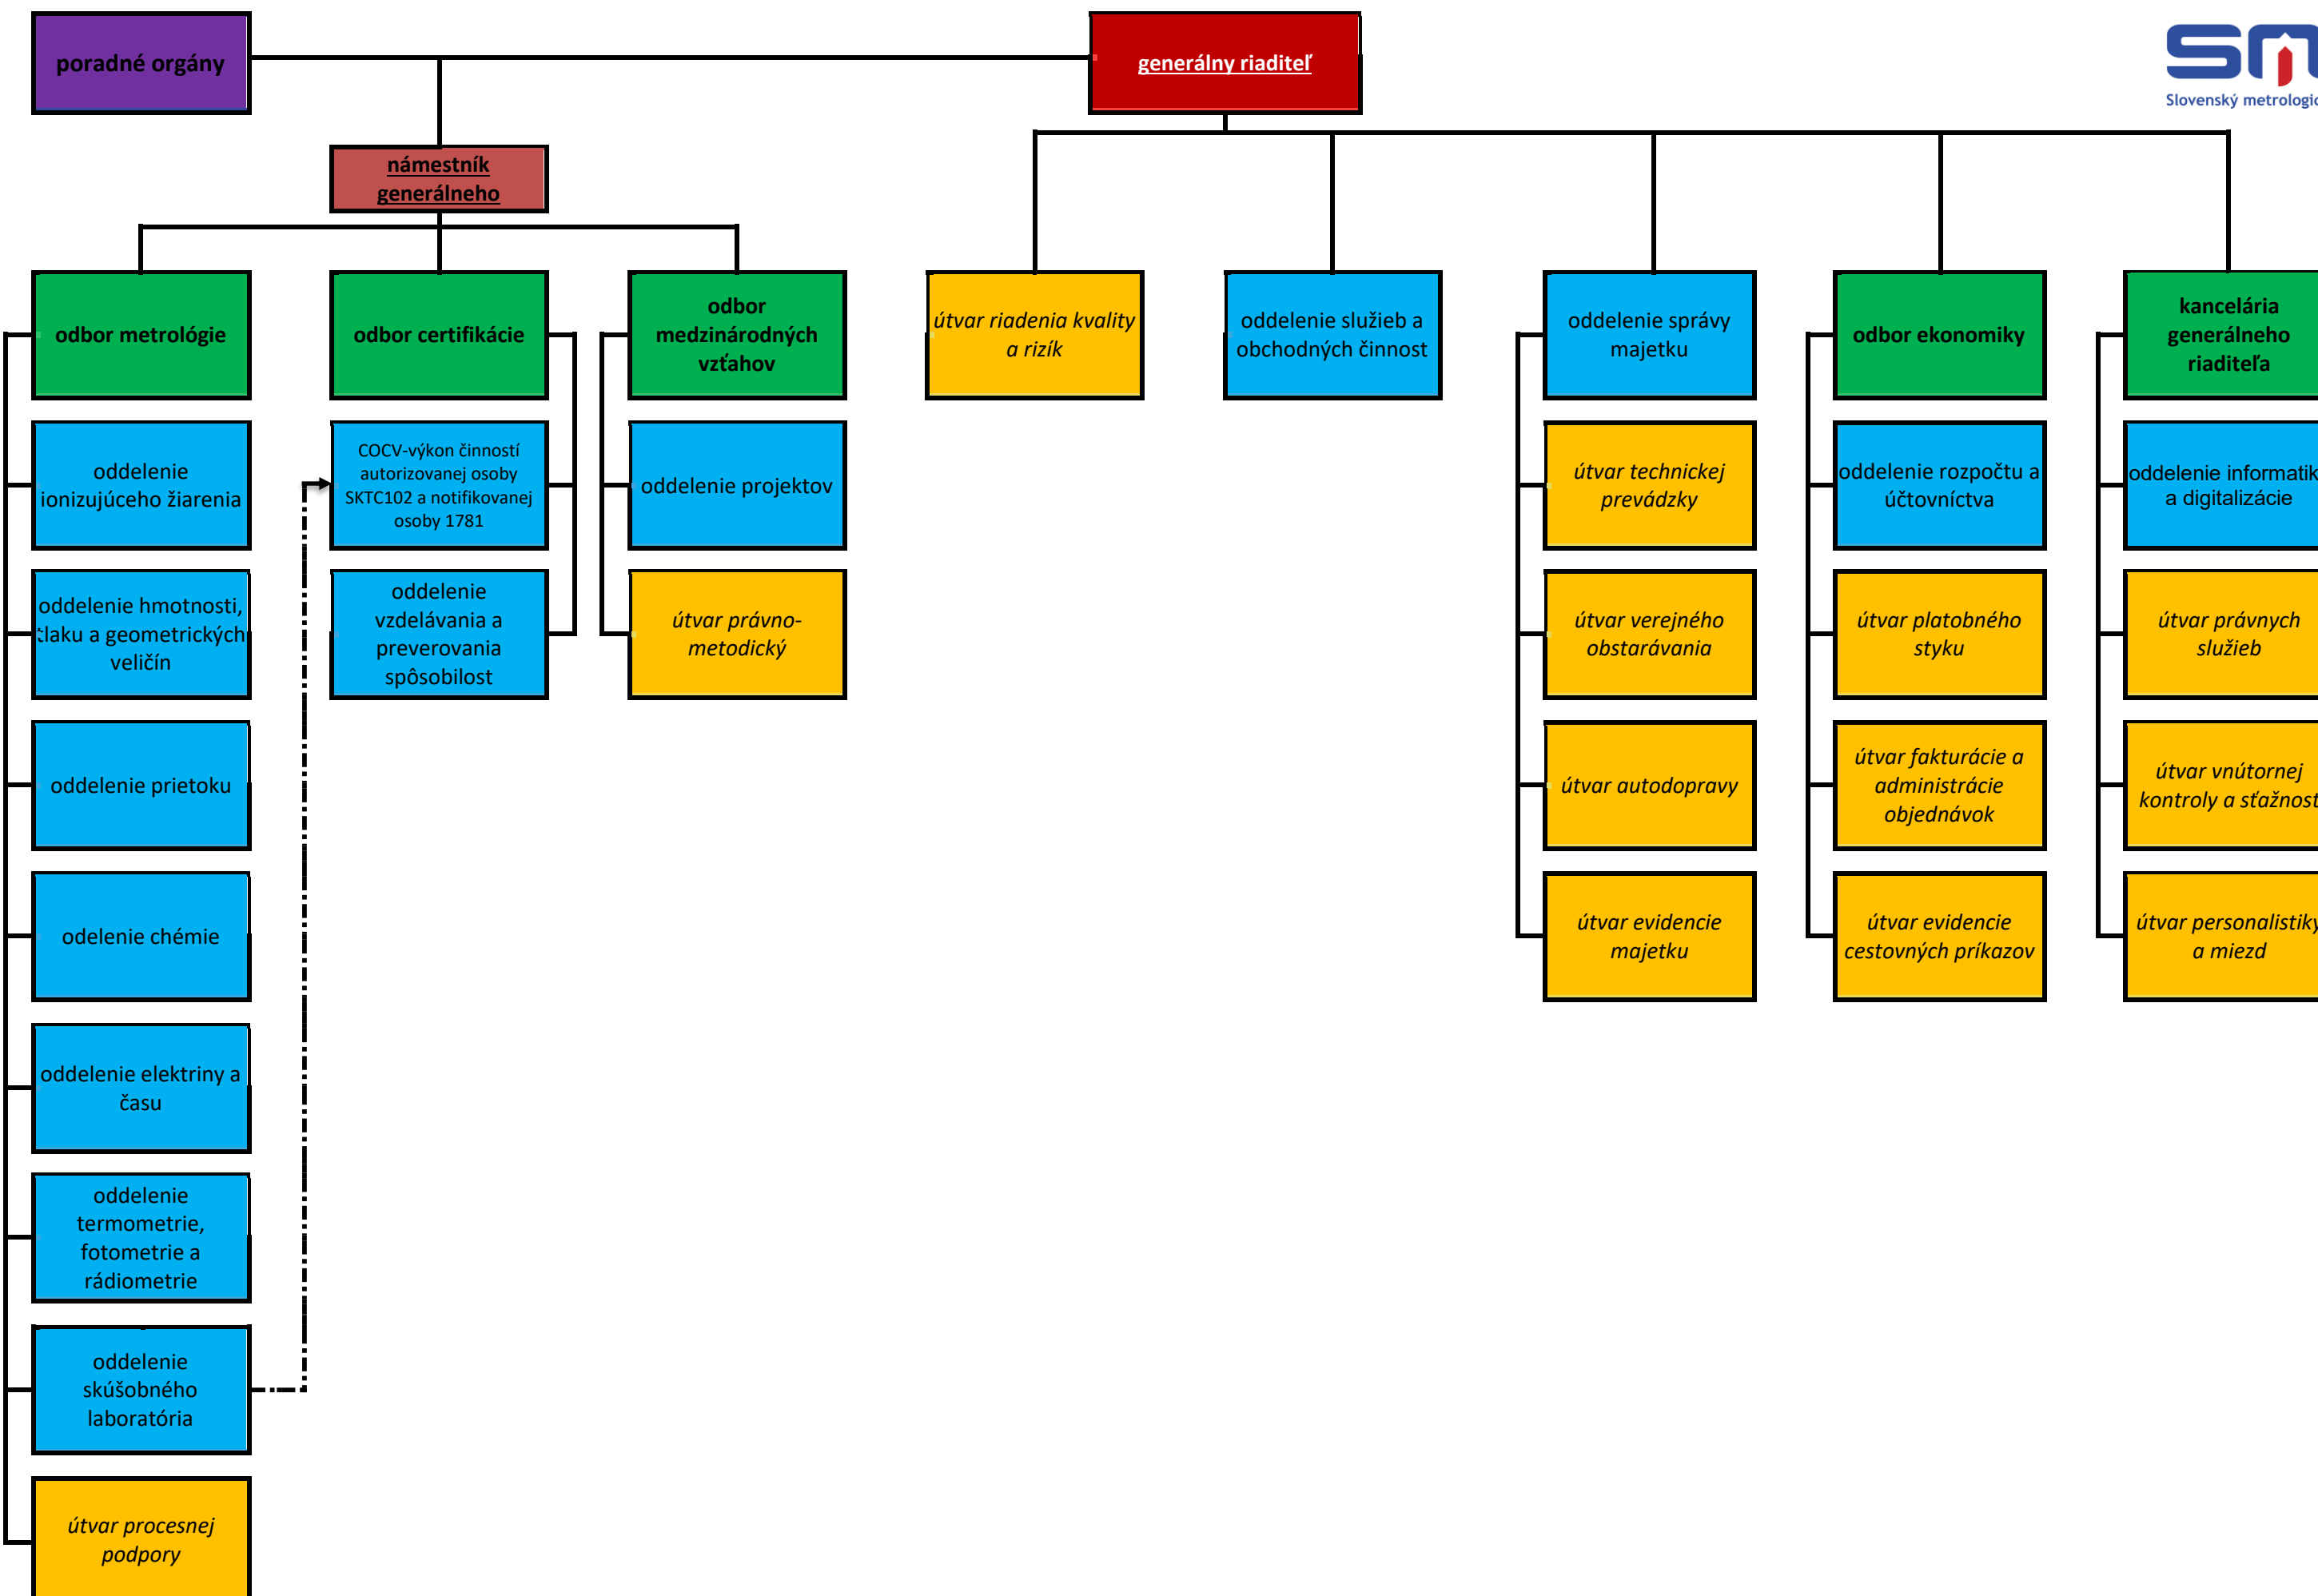 poradné orgány
generálny riaditeľ
Slovenský metrologic
námestník
generálneho
odbor metrológie
odbor certifikácie
odbor
medzinárodných
vzťahov
útvar riadenia kvality
a rizík
oddelenie služieb a
obchodných činnost
oddelenie správy
majetku
odbor ekonomiky
kancelária
generálneho
riaditeľa
oddelenie
ionizujúceho žiarenia
COCV-výkon činností
autorizovanej osoby
SKTC102 a notifikovanej
osoby 1781
oddelenie projektov
útvar technickej
prevádzky
oddelenie rozpočtu a
účtovníctva
oddelenie informatik
a digitalizácie
oddelenie hmotnosti,
tlaku a geometrických
veličín
oddelenie
vzdelávania a
preverovania
spôsobilost
útvar právno-
metodický
útvar verejného
obstarávania
útvar platobného
styku
útvar právnych
služieb
oddelenie prietoku
útvar autodopravy
útvar fakturácie a
administrácie
objednávok
útvar vnútornej
kontroly a sťažnost
odelenie chémie
útvar evidencie
majetku
útvar evidencie
cestovných príkazov
útvar personalistiky
a miezd
oddelenie elektriny a
času
oddelenie
termometrie,
fotometrie a
rádiometrie
oddelenie
skúšobného
laboratória
útvar procesnej
podpory